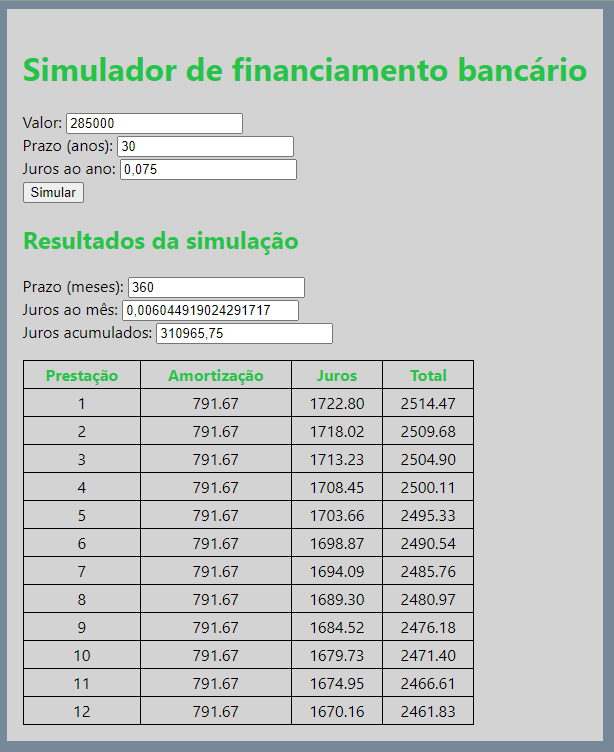 Simulador de financiamento bancário
Valor: 285000
Prazo (anos): 30
Juros ao ano: 0,075
Simular
Resultados da simulação
Prazo (meses): 360
Juros ao mês: 0,006044919024291717
Juros acumulados: 310965,75
Prestação Amortização Juros Total
1 791.67 1722.80 2514.47
2 791.67 1718.02 2509.68
3 791.67 1713.23 2504.90
4 791.67 1708.45 2500.11
5 791.67 1703.66 2495.33
6 791.67 1698.87 2490.54
7 791.67 1694.09 2485.76
8 791.67 1689.30 2480.97
9 791.67 1684.52 2476.18
10 791.67 1679.73 2471.40
11 791.67 1674.95 2466.61
12 791.67 1670.16 2461.83